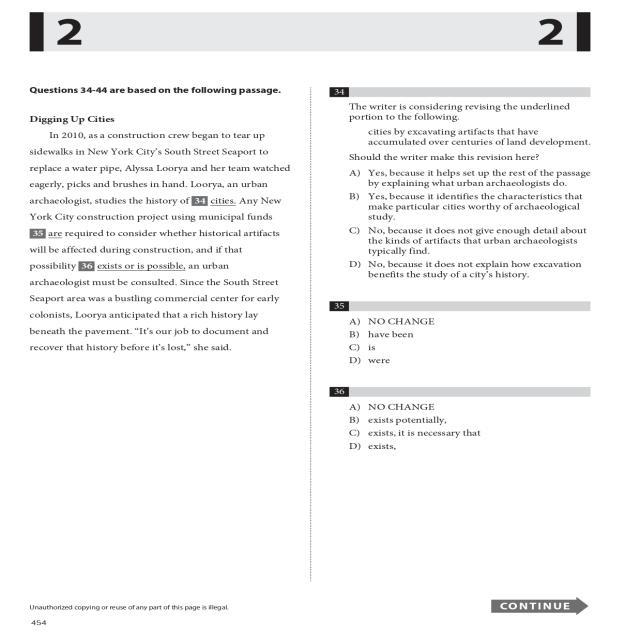 2 2
Questions 34-44 are based on the following passage.
Digging Up Cities
In 2010, as a construction crew began to tear up
sidewalks in New York City's South Street Seaport to
replace a water pipe, Alyssa Loorya and her team watched
eagerly, picks and brushes in hand. Loorya, an urban
archaeologist, studies the history of 34 cities. Any New
York City construction project using municipal funds
35 are required to consider whether historical artifacts
will be affected during construction, and if that
possibility 36 exists or is possible, an urban
archaeologist must be consulted. Since the South Street
Seaport area was a bustling commercial center for early
colonists, Loorya anticipated that a rich history lay
beneath the pavement. “It's our job to document and
recover that history before it's lost,” she said.
34
The writer is considering revising the underlined
portion to the following.
cities by excavating artifacts that have
accumulated over centuries of land development.
Should the writer make this revision here?
A) Yes, because it helps set up the rest of the passage
by explaining what urban archaeologists do.
B) Yes, because it identifies the characteristics that
make particular cities worthy of archaeological
study.
C) No, because it does not give enough detail about
the kinds of artifacts that urban archaeologists
typically find.
D) No, because it does not explain how excavation
benefits the study of a city's history.
35
A) NO CHANGE
B) have been
C) is
D) were
36
A) NO CHANGE
B) exists potentially,
C) exists, it is necessary that
D) exists,
Unauthorized copying or reuse of any part of this page is illegal.
454
CONTINUE